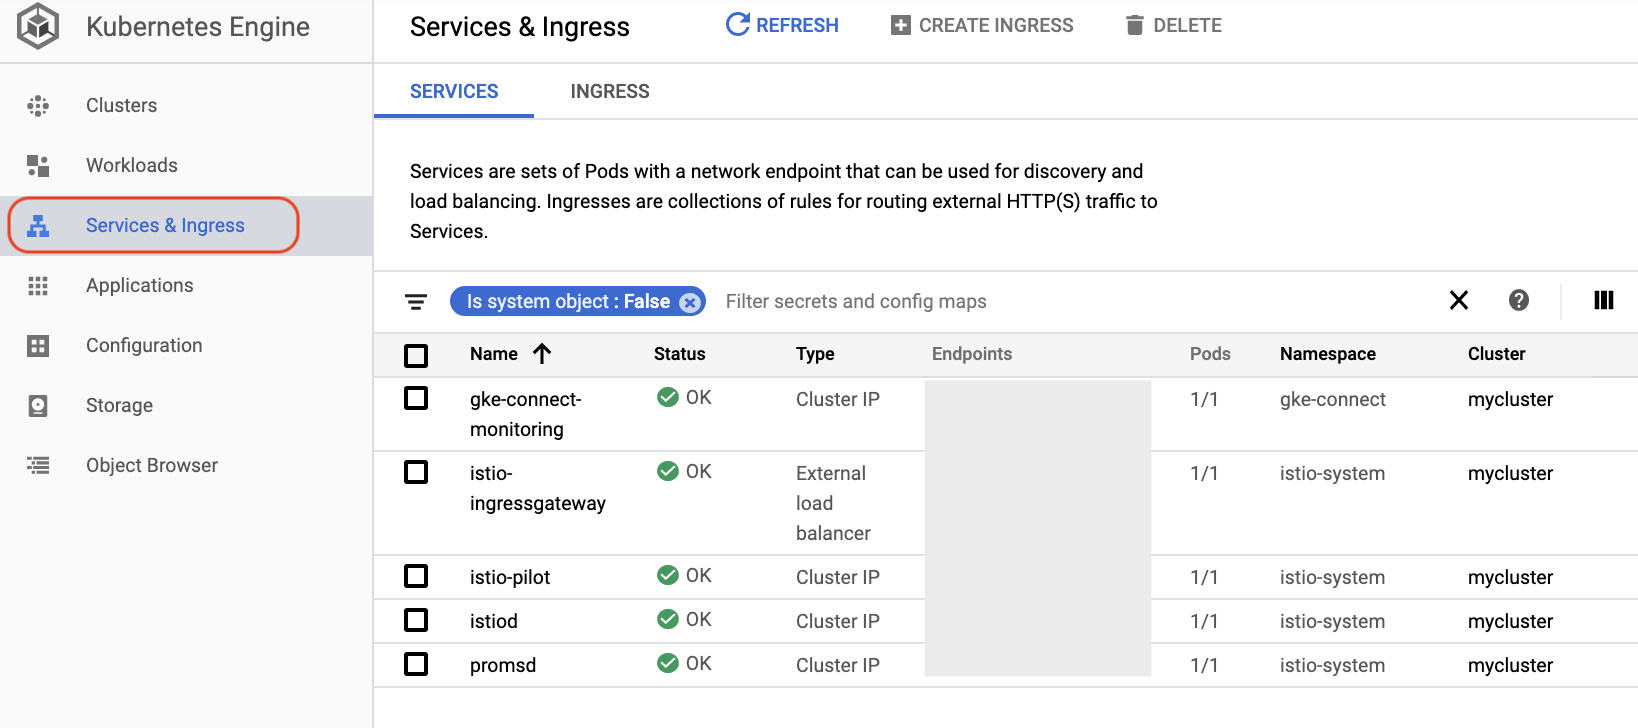 Kubernetes Engine
Services & Ingress
REFRESH
CREATE INGRESS
DELETE
Clusters
Workloads
Services & Ingress
Applications
Configuration
Storage
Object Browser
SERVICES
INGRESS
Services are sets of Pods with a network endpoint that can be used for discovery and
load balancing. Ingresses are collections of rules for routing external HTTP(S) traffic to
Services.
Is system object : False
Filter secrets and config maps
Name Status Type Endpoints Pods Namespace Cluster
gke-connect- OK Cluster IP 1/1 gke-connect mycluster
monitoring
istio- OK External 1/1 istio-system mycluster
ingressgateway load
balancer
istio-pilot OK Cluster IP 1/1 istio-system mycluster
istiod OK Cluster IP 1/1 istio-system mycluster
promsd OK Cluster IP 1/1 istio-system mycluster